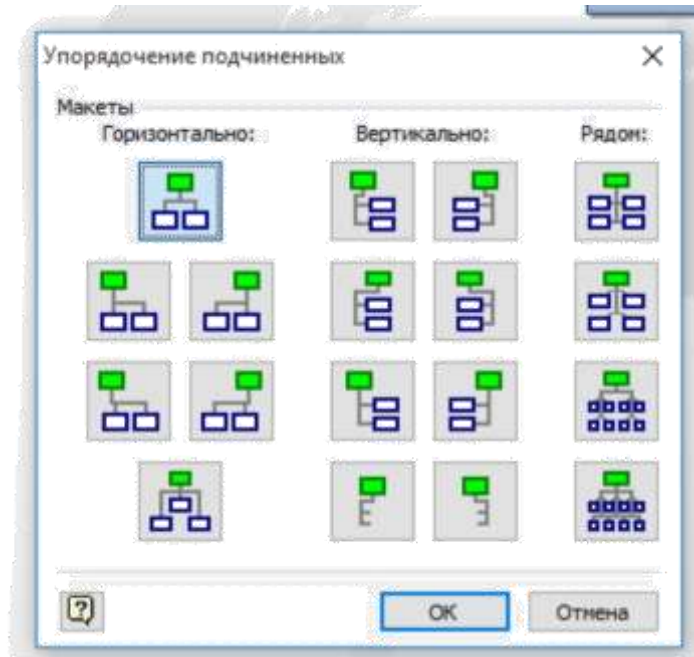 Упорядочение подчиненных
Макеты
Горизонтально: Вертикально: Рядом:
ОК Отмена